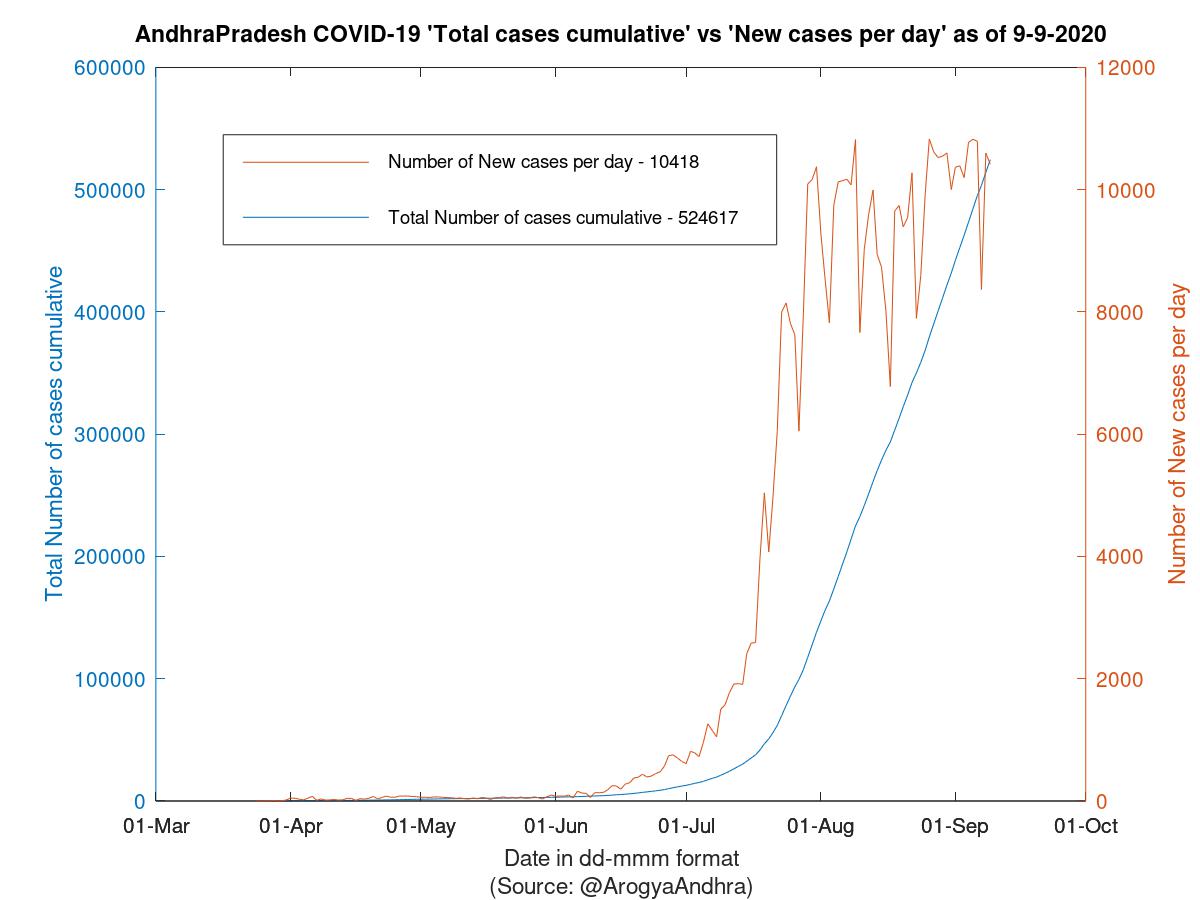 AndhraPradesh COVID-19 'Total cases cumulative' vs 'New cases per day' as of 9-9-2020
Number of New cases per day - 10418
Total Number of cases cumulative - 524617
Total Number of cases cumulative
600000
500000
400000
300000
200000
100000
0
Number of New cases per day
12000
10000
8000
6000
4000
2000
0
01-Mar 01-Apr 01-May 01-Jun 01-Jul 01-Aug 01-Sep 01-Oct
Date in dd-mmm format
(Source: @ArogyaAndhra)